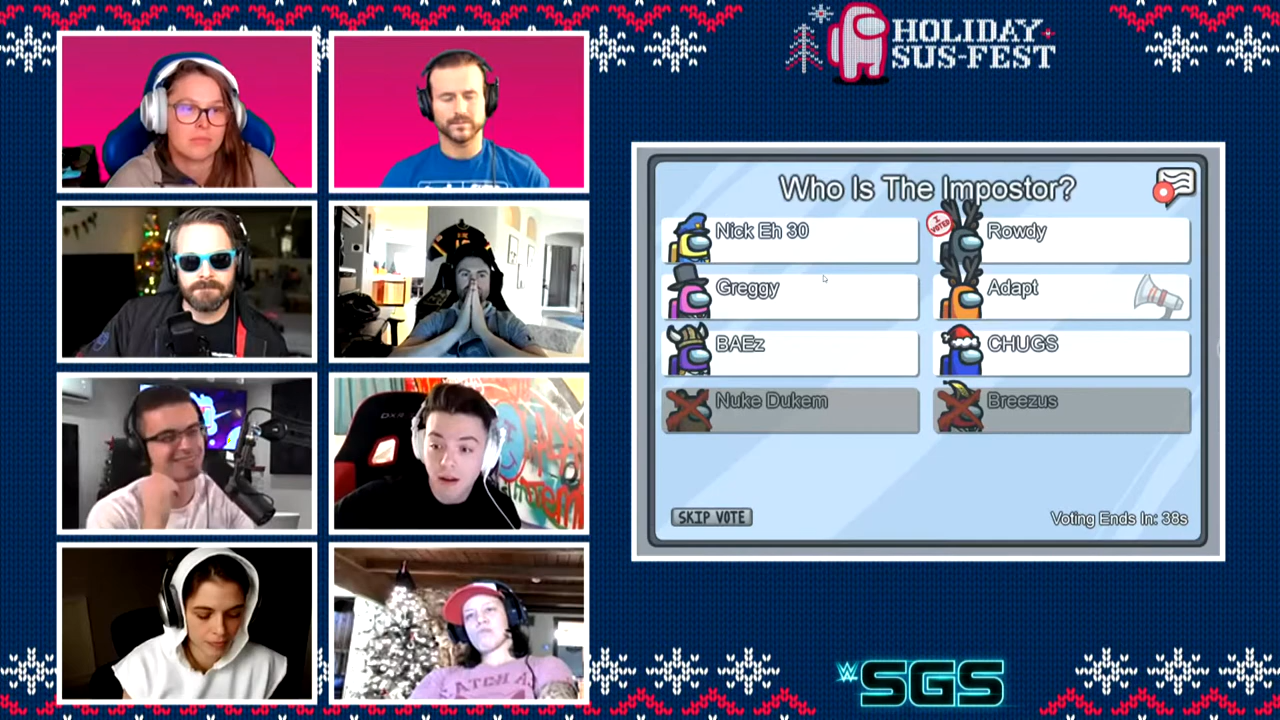 HOLIDAY
SUS-FEST
Who Is The Impostor?
Nick Eh 30
I
VOTED
Rowdy
Greggy
Adapt
BAEz
CHUGS
Nuke Dukem
Breezus
SKIP VOTE
Voting Ends In: 38s
W SGS